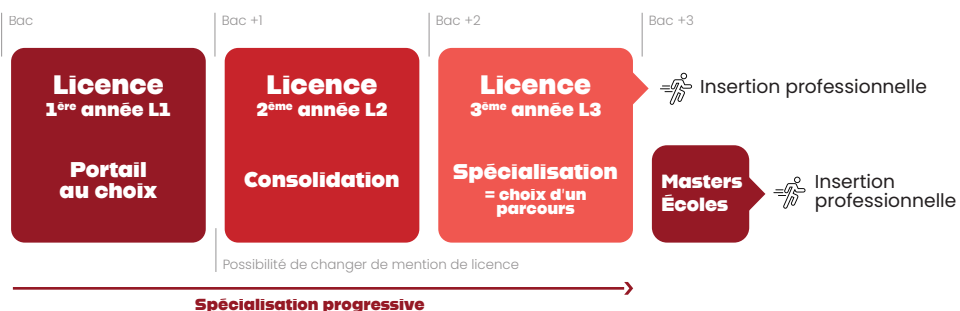 Bac
Bac +1
Bac +2
Bac +3
Licence
1ère année L1
Portail
au choix
Licence
2ème année L2
Consolidation
Licence
3ème année L3
Spécialisation
= choix d'un
parcours
Insertion professionnelle
Masters
Écoles
Insertion
professionnelle
Possibilité de changer de mention de licence
Spécialisation progressive